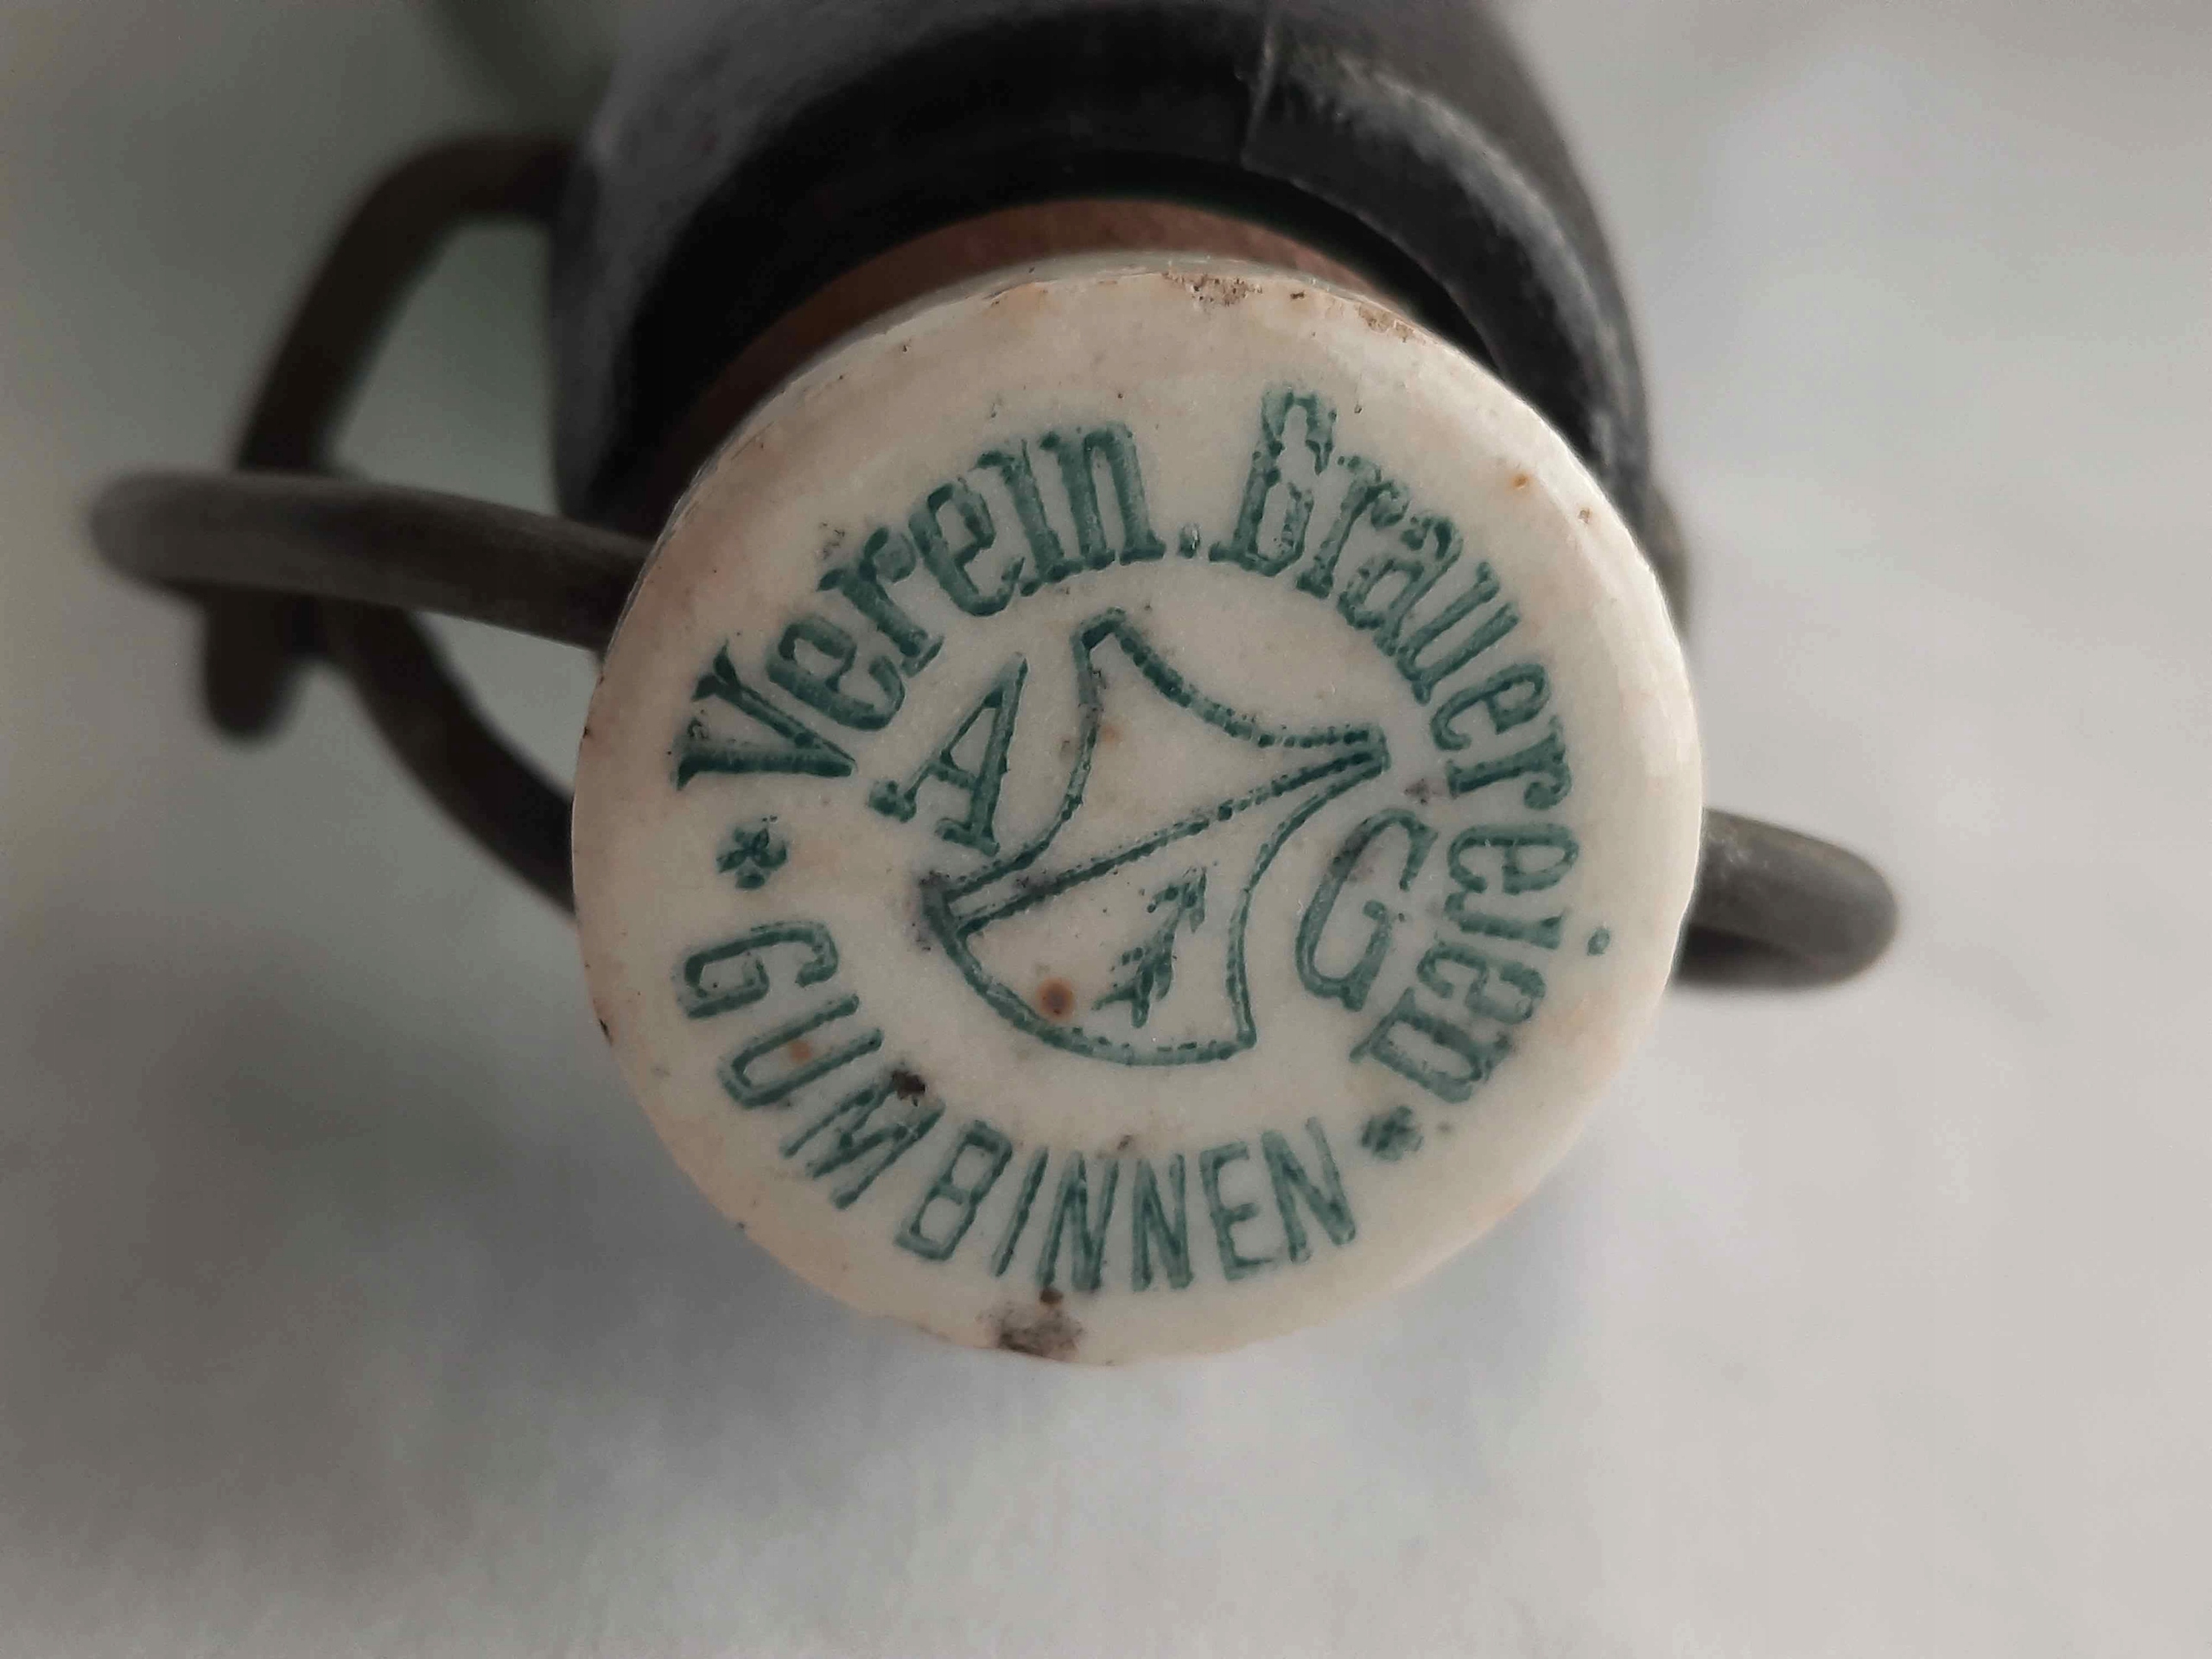 Verein. Brauereien
A G
GUMBINNEN